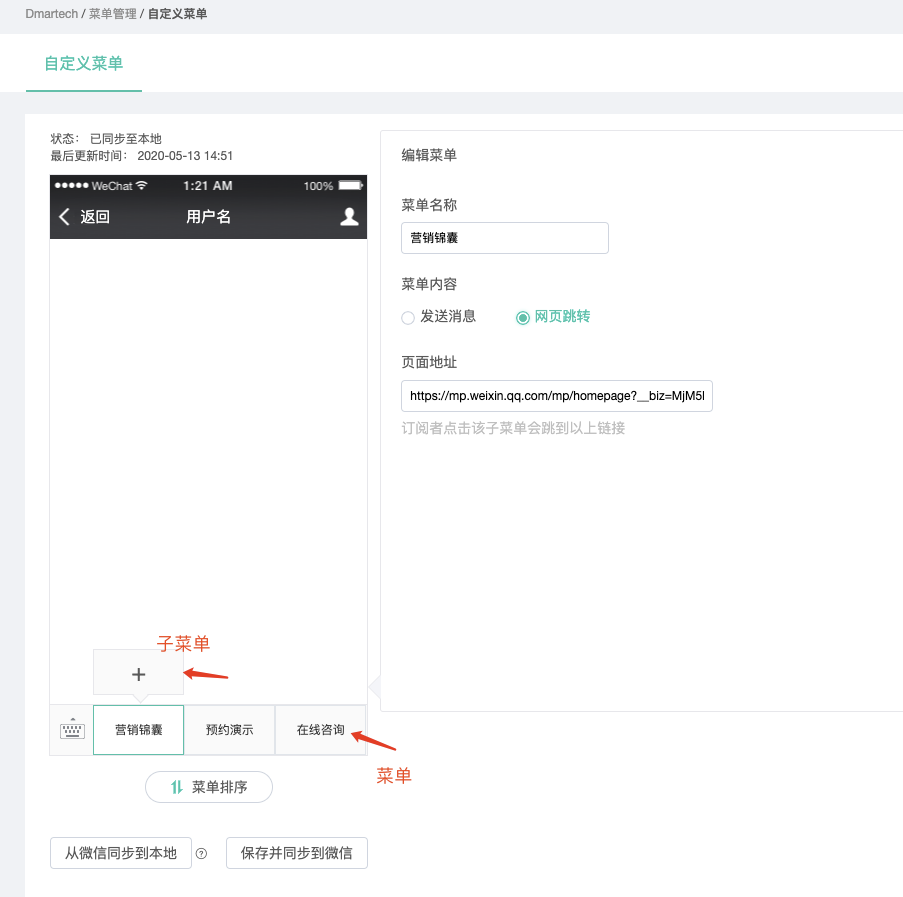 Dmartech / 菜单管理 / 自定义菜单
自定义菜单
状态： 已同步至本地
最后更新时间： 2020-05-13 14:51
WeChat 1:21 AM 100%
返回 用户名
编辑菜单
菜单名称
营销锦囊
菜单内容
发送消息 网页跳转
页面地址
https://mp.weixin.qq.com/mp/homepage?__biz=MjM5l
订阅者点击该子菜单会跳到以上链接
子菜单
+
营销锦囊 预约演示 在线咨询
菜单
菜单排序
从微信同步到本地 ? 保存并同步到微信